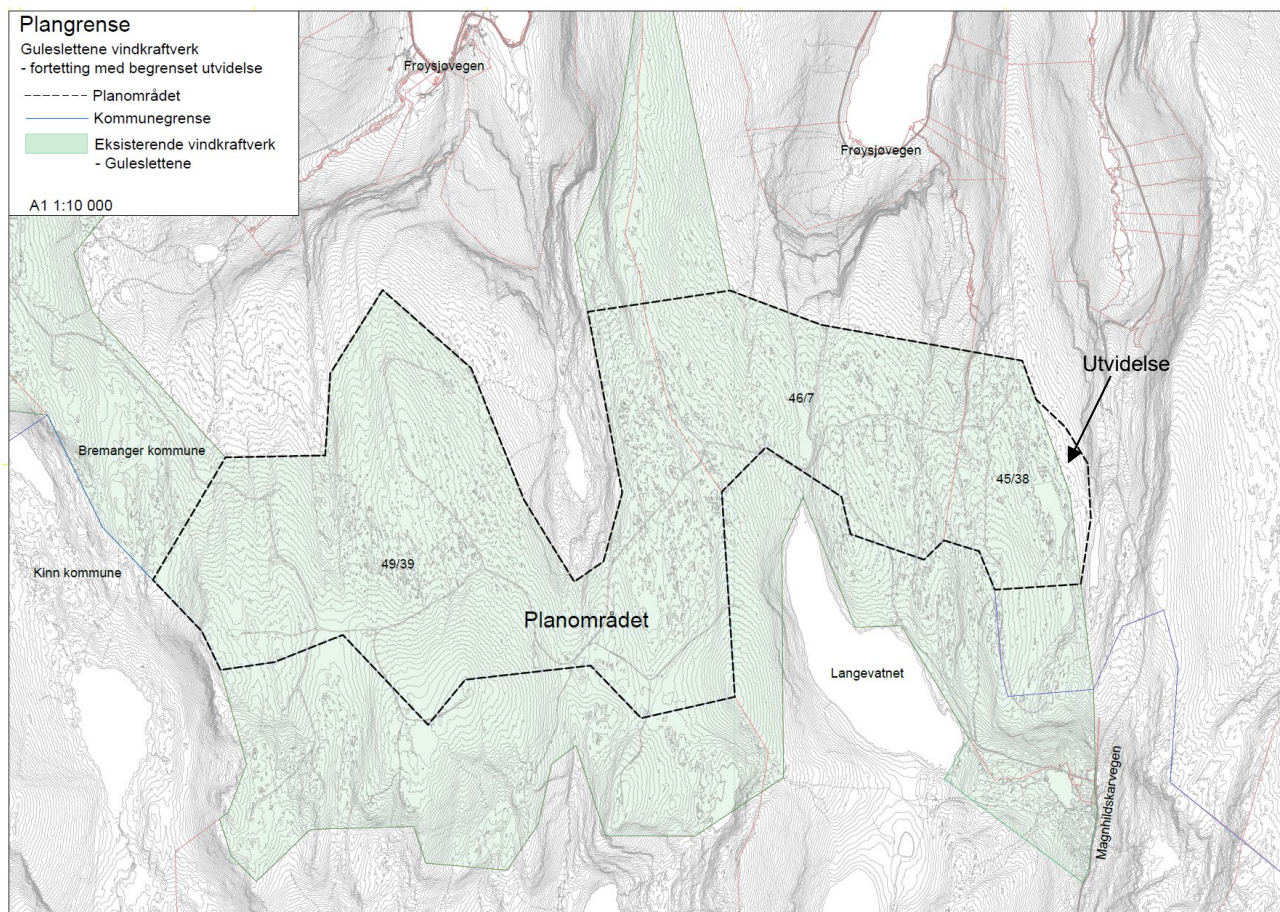 Plangrense
Guleslettene vindkraftverk
- fortetting med begrenset utvidelse
Planområdet
Kommunegrense
Eksisterende vindkraftverk
- Guleslettene
A1 1:10 000
Frøysjøvegen
Frøysjøvegen
Utvidelse
46/7
Bremanger kommune
45/38
49/39
Kinn kommune
Planområdet
Langevatnet
Magnhildskarvegen